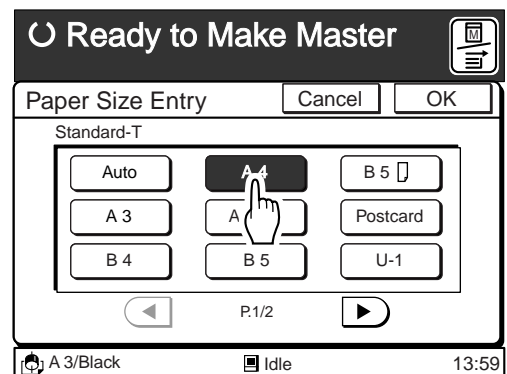 Ready to Make Master
M
Paper Size Entry Cancel OK
Standard-T
Auto A 4 B 5
A 3 A Postcard
B 4 B 5 U-1
P.1/2
A 3/Black Idle 13:59